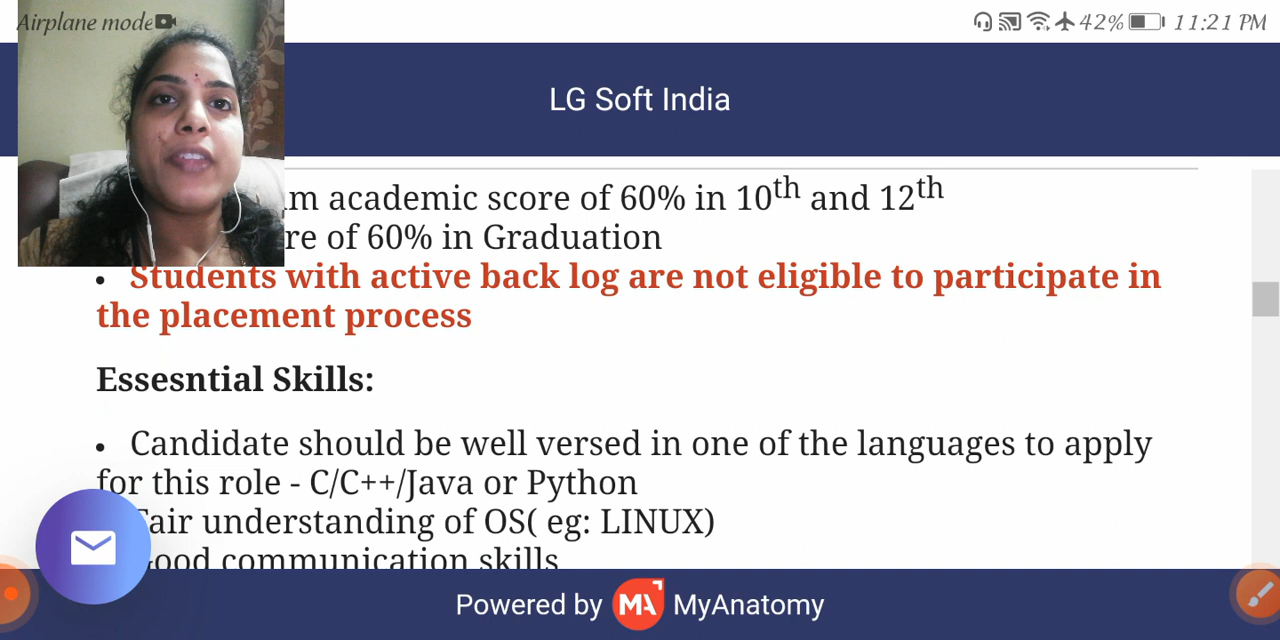 Airplane mode 42% 11:21 PM
LG Soft India
academic score of 60% in 10th and 12th
of 60% in Graduation
• Students with active back log are not eligible to participate in
the placement process
Essesntial Skills:
• Candidate should be well versed in one of the languages to apply
for this role - C/C++/Java or Python
Fair understanding of OS( eg: LINUX)
Good communication skills
Powered by MA MyAnatomy